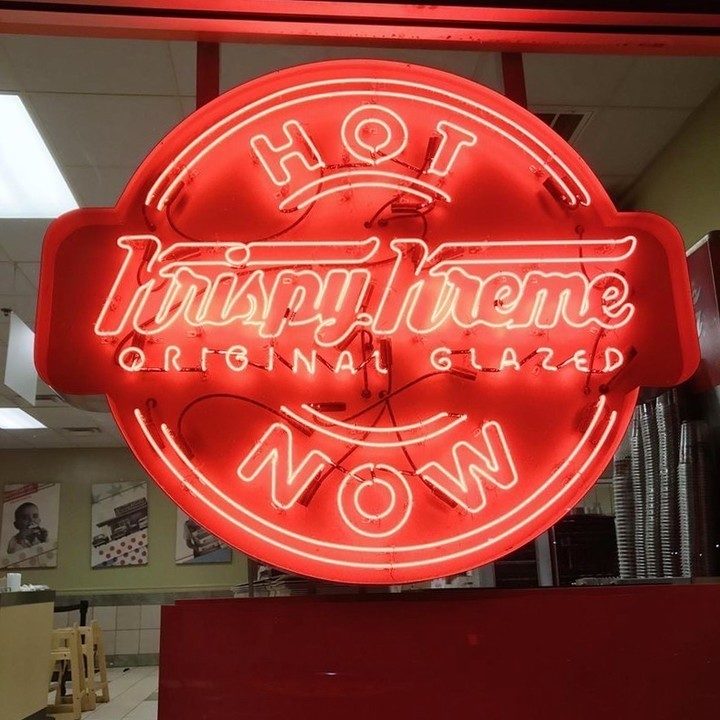 HOT
Krispy Kreme
ORIGINAL GLAZED
NOW